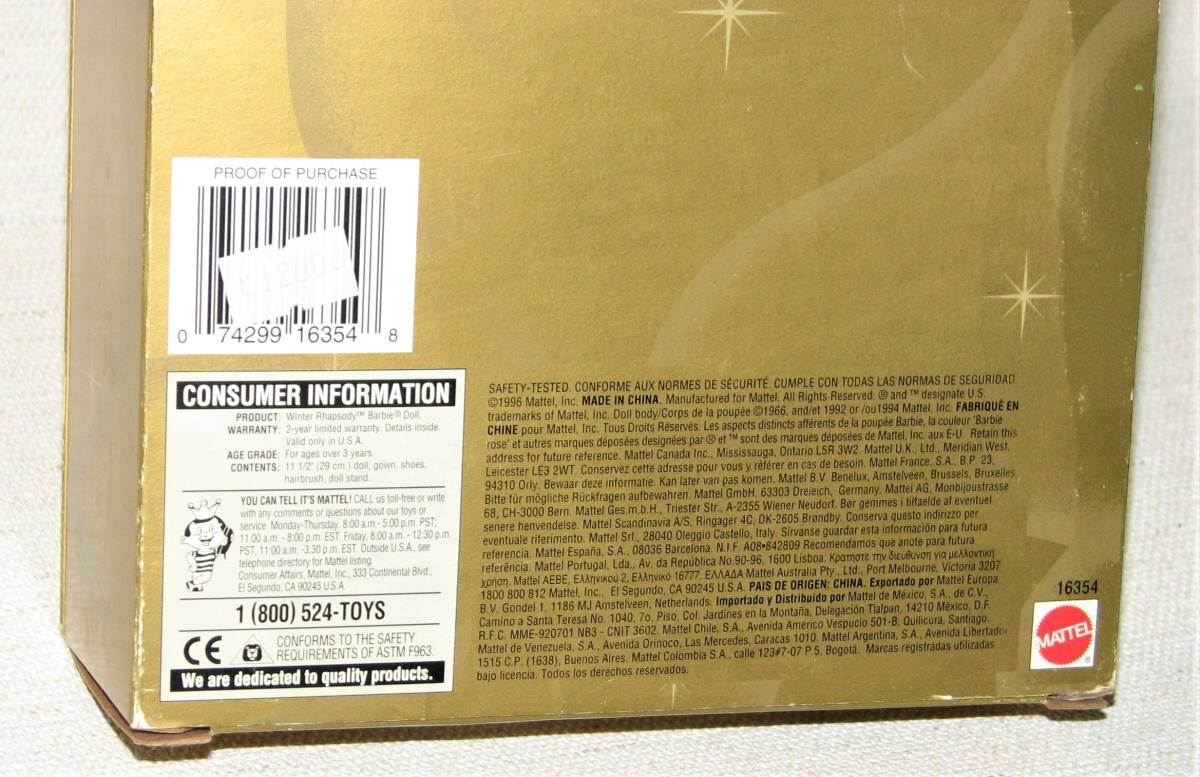 PROOF OF PURCHASE
0 74299 16354 8
CONSUMER INFORMATION
PRODUCT: Winter Rhapsody™ Barbie® Doll.
WARRANTY: 2-year limited warranty. Details inside.
Valid only in U.S.A.
AGE GRADE: For ages over 3 years.
CONTENTS: 11 1/2" (29 cm.) doll, gown, shoes,
hairbrush, doll stand.
YOU CAN TELL IT'S MATTEL! CALL us toll-free or write
with any comments or questions about our toys or
service. Monday-Thursday, 8:00 a.m.- 5:00 p.m. PST;
11:00 a.m. - 8:00 p.m. EST. Friday, 8:00 a.m. - 12:30 p.m.
PST, 11:00 a.m. -3:30 p.m. EST. Outside U.S.A., see
telephone directory for Mattel listing.
Consumer Affairs, Mattel, Inc., 333 Continental Blvd.,
El Segundo, CA 90245 U.S.A.
1 (800) 524-TOYS
CE
CONFORMS TO THE SAFETY
REQUIREMENTS OF ASTM F963.
We are dedicated to quality products.
SAFETY-TESTED. CONFORME AUX NORMES DE SÉCURITÉ. CUMPLE CON TODAS LAS NORMAS DE SEGURIDAD.
©1996 Mattel, Inc. MADE IN CHINA. Manufactured for Mattel. All Rights Reserved. ® and ™ designate U.S.
trademarks of Mattel, Inc. Doll body/Corps de la poupée ©1966, and/et 1992 or /ou1994 Mattel, Inc. FABRIQUÉ EN
CHINE pour Mattel, Inc. Tous Droits Réservés. Les aspects distincts afférents de la poupée Barbie, la couleur "Barbie
rose" et autres marques déposées designées par ® et ™ sont des marques déposées de Mattel, Inc. aux É-U. Retain this
address for future reference. Mattel Canada Inc., Mississauga, Ontario L5R 3W2. Mattel U.K., Ltd., Meridian West,
Leicester LE3 2WT. Conservez cette adresse pour vous y référer en cas de besoin. Mattel France, S.A., B.P. 23,
94310 Orly. Bewaar deze informatie. Kan later van pas komen. Mattel B.V. Benelux, Amstelveen, Brussels, Bruxelles.
Bitte für mögliche Rückfragen aufbewahren. Mattel GmbH, 63303 Dreieich, Germany. Mattel AG, Monbijoustrasse
68, CH-3000 Bern. Mattel Ges.m.b.H., Triester Str., A-2355 Wiener Neudorf. Bør gemmes i tilfælde af eventuel
senere henvendelse. Mattel Scandinavia A/S, Ringager 4C, DK-2605 Brøndby. Conserva questo indirizzo per
eventuale riferimento. Mattel Srl., 28040 Oleggio Castello, Italy. Sírvanse guardar esta información para futura
referencia. Mattel España, S.A., 08036 Barcelona. N.I.F. A08•842809 Recomendamos que anote para futura
referência. Mattel Portugal, Lda., Av. da República No.90-96, 1600 Lisboa. Κρατήστε την διεύθυνση για μελλοντική
χρήση. Mattel AEBE, Ελληνικού 2, Ελληνικό 16777, ΕΛΛΑΔΑ Mattel Australia Pty., Ltd., Port Melbourne, Victoria 3207
1800 800 812 Mattel, Inc., El Segundo, CA 90245 U.S.A. PAIS DE ORIGEN: CHINA. Exportado por Mattel Europa
B.V. Gondel 1, 1186 MJ Amstelveen, Netherlands. Importado y Distribuido por Mattel de México, S.A., de C.V.,
Camino a Santa Teresa No. 1040, 7o. Piso, Col. Jardines en la Montaña, Delegación Tlalpan, 14210 México, D.F.
R.F.C. MME-920701 NB3 - CNIT 3602. Mattel Chile, S.A., Avenida Americo Vespucio 501-B, Quilicura, Santiago.
Mattel de Venezuela, S.A., Avenida Orinoco, Las Mercedes, Caracas 1010. Mattel Argentina, S.A., Avenida Libertador
1515 C.P. (1638), Buenos Aires. Mattel Colombia S.A., calle 123#7-07 P.5, Bogotá. Marcas registradas utilizadas
bajo licencia. Todos los derechos reservados.
16354
MATTEL®